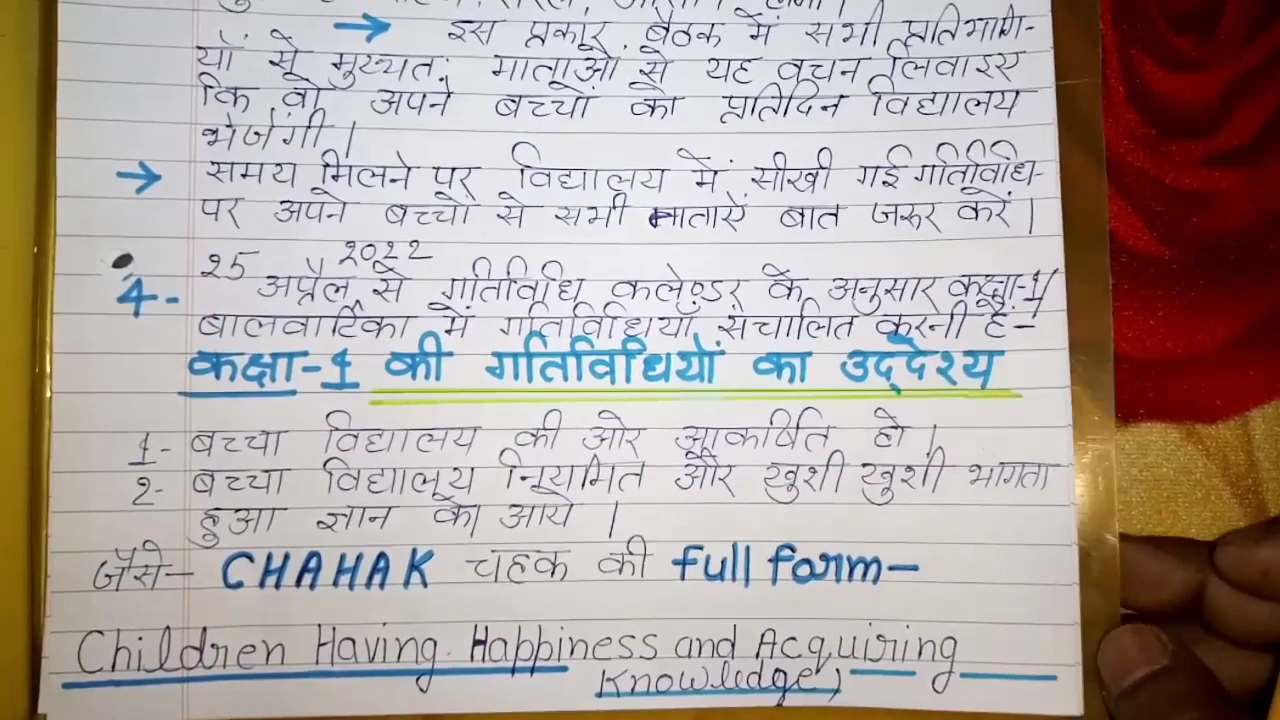 → इस प्रकार बैठक में सभी प्रतिभागि-
यों से मुख्यत: माताओं से यह वचन लिवाइए
कि वो अपने बच्चों को प्रतिदिन विद्यालय
भेजेंगी।
→ समय मिलने पर विद्यालय में सीखी गई गतिविधि-
पर अपने बच्चों से सभी माताऐं बात जरुर करें।
4- 25 अप्रैल 2022 से गतिविधि कलेण्डर के अनुसार कक्षा-1/
बालवाटिका में गतिविधियाँ संचालित करनी हैं-
कक्षा-1 की गतिविधियों का उद्देश्य
1- बच्चा विद्यालय की ओर आकर्षित हो।
2- बच्चा विद्यालय नियमित और खुशी खुशी भागता
हुआ ज्ञान को आये।
जैसे- CHAHAK चहक की full form-
Children Having Happiness and Acquiring
Knowledge)